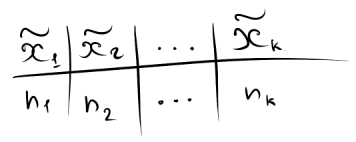 x̃₁ x̃₂ ... x̃ₖ
n₁ n₂ ... nₖ